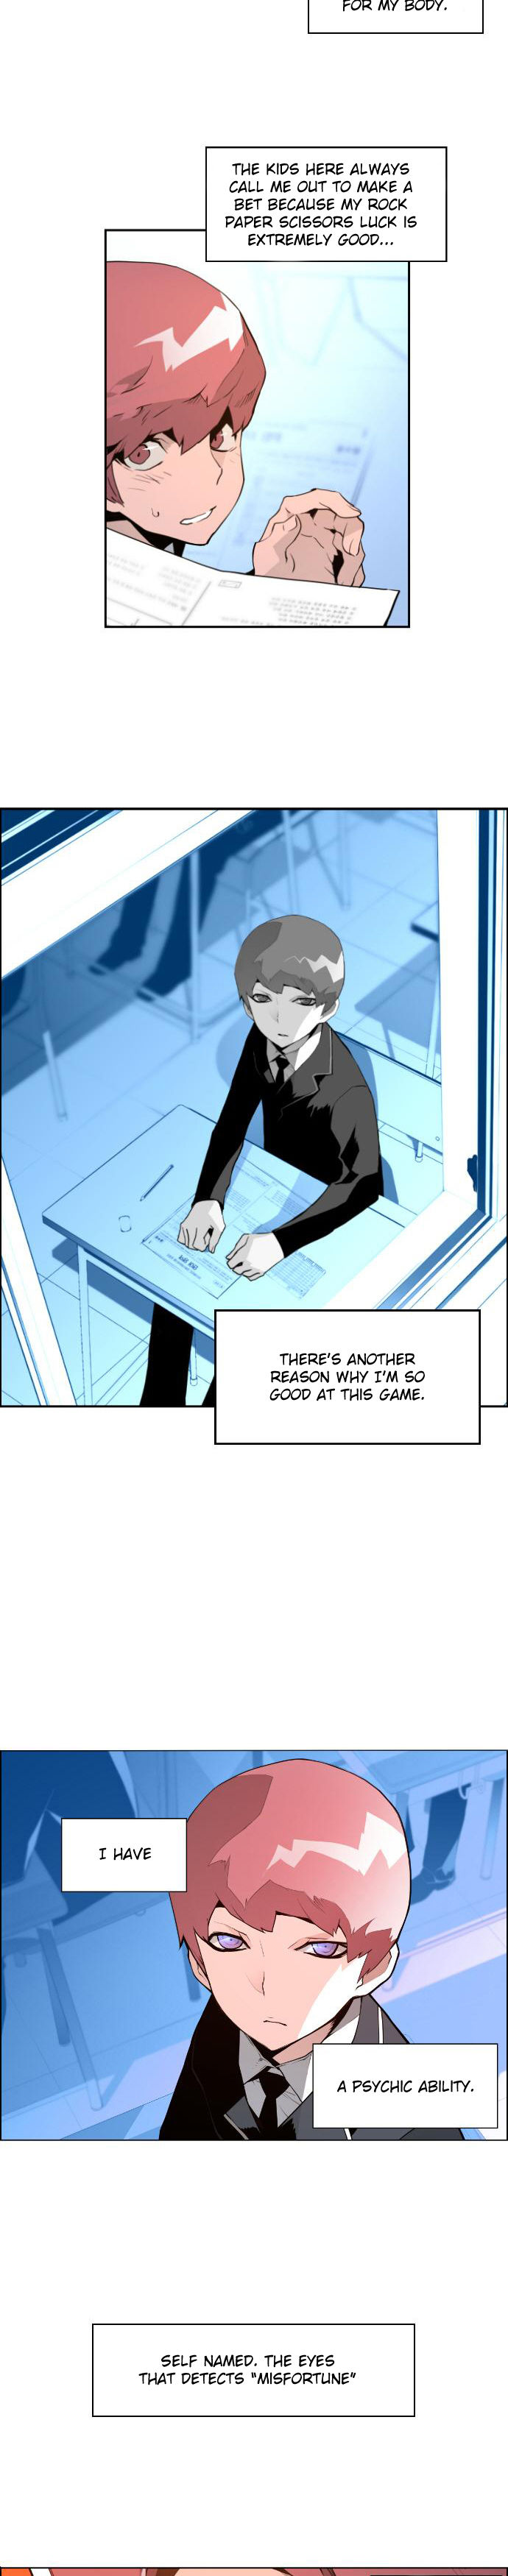 FOR MY BODY.
THE KIDS HERE ALWAYS
CALL ME OUT TO MAKE A
BET BECAUSE MY ROCK
PAPER SCISSORS LUCK IS
EXTREMELY GOOD...
THERE'S ANOTHER
REASON WHY I'M SO
GOOD AT THIS GAME.
I HAVE
A PSYCHIC ABILITY.
SELF NAMED. THE EYES
THAT DETECTS "MISFORTUNE"